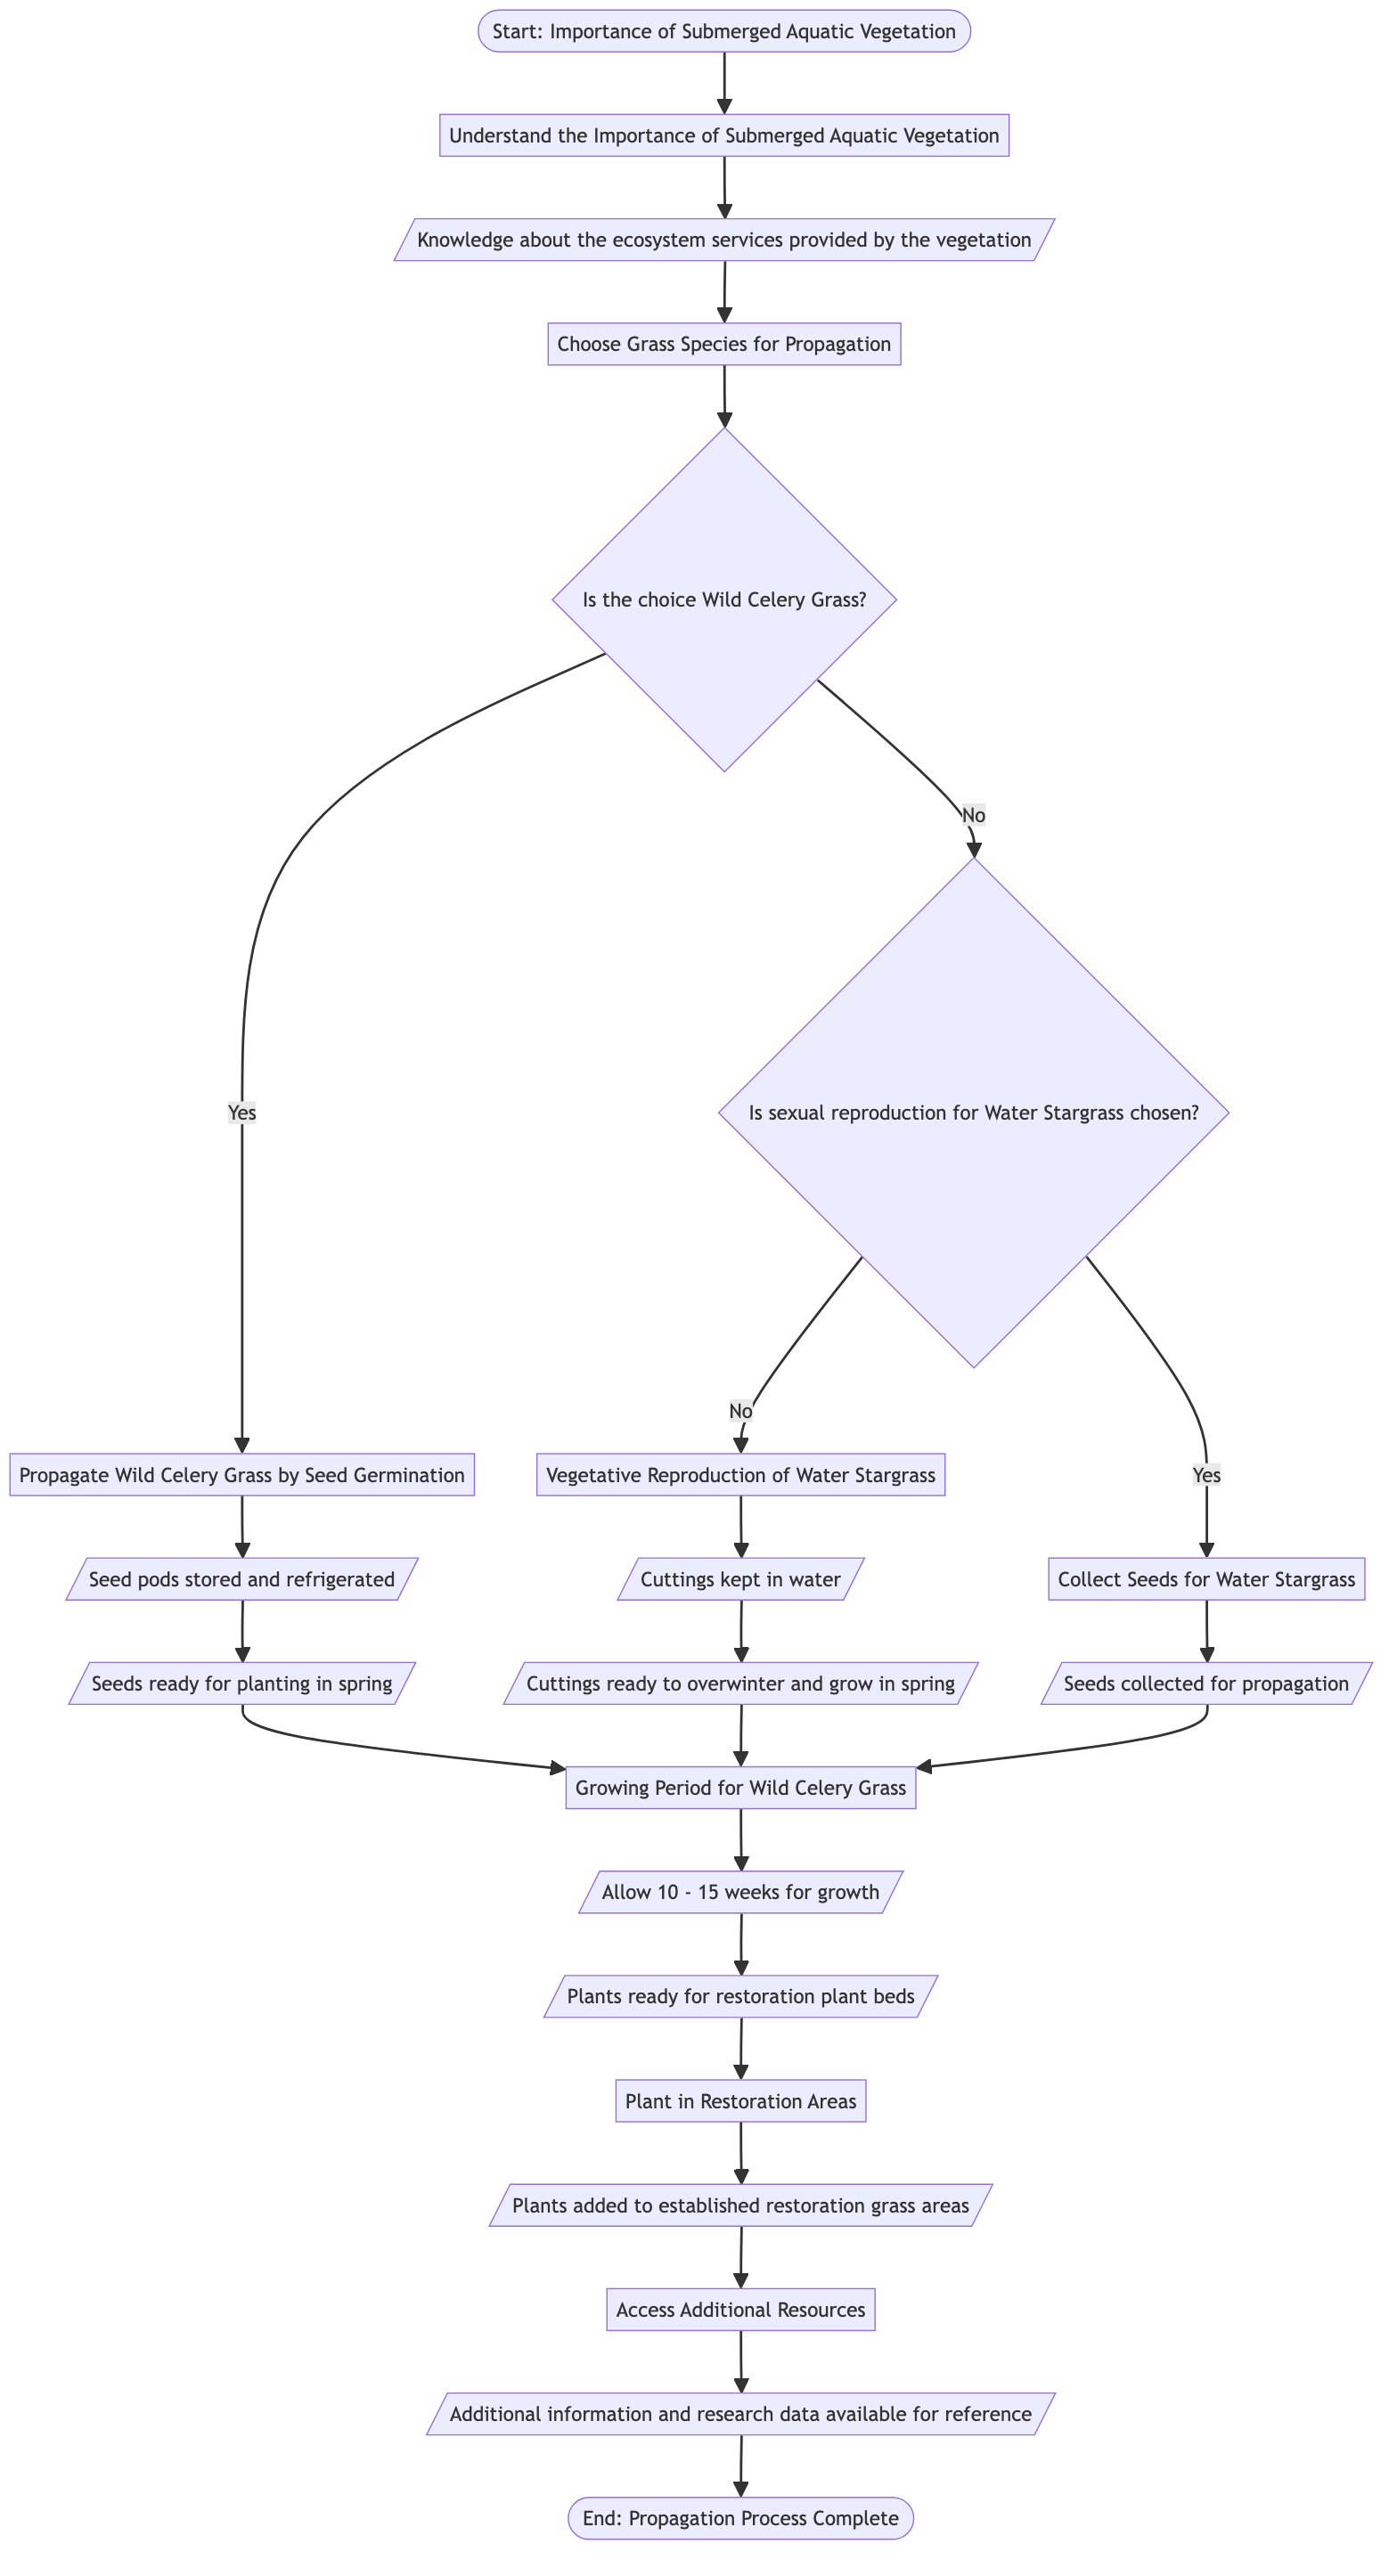 Start: Importance of Submerged Aquatic Vegetation
Understand the Importance of Submerged Aquatic Vegetation
Knowledge about the ecosystem services provided by the vegetation
Choose Grass Species for Propagation
Is the choice Wild Celery Grass?
No
Yes
Is sexual reproduction for Water Stargrass chosen?
No
Yes
Propagate Wild Celery Grass by Seed Germination
Vegetative Reproduction of Water Stargrass
Seed pods stored and refrigerated
Cuttings kept in water
Collect Seeds for Water Stargrass
Seeds ready for planting in spring
Cuttings ready to overwinter and grow in spring
Seeds collected for propagation
Growing Period for Wild Celery Grass
Allow 10 - 15 weeks for growth
Plants ready for restoration plant beds
Plant in Restoration Areas
Plants added to established restoration grass areas
Access Additional Resources
Additional information and research data available for reference
End: Propagation Process Complete